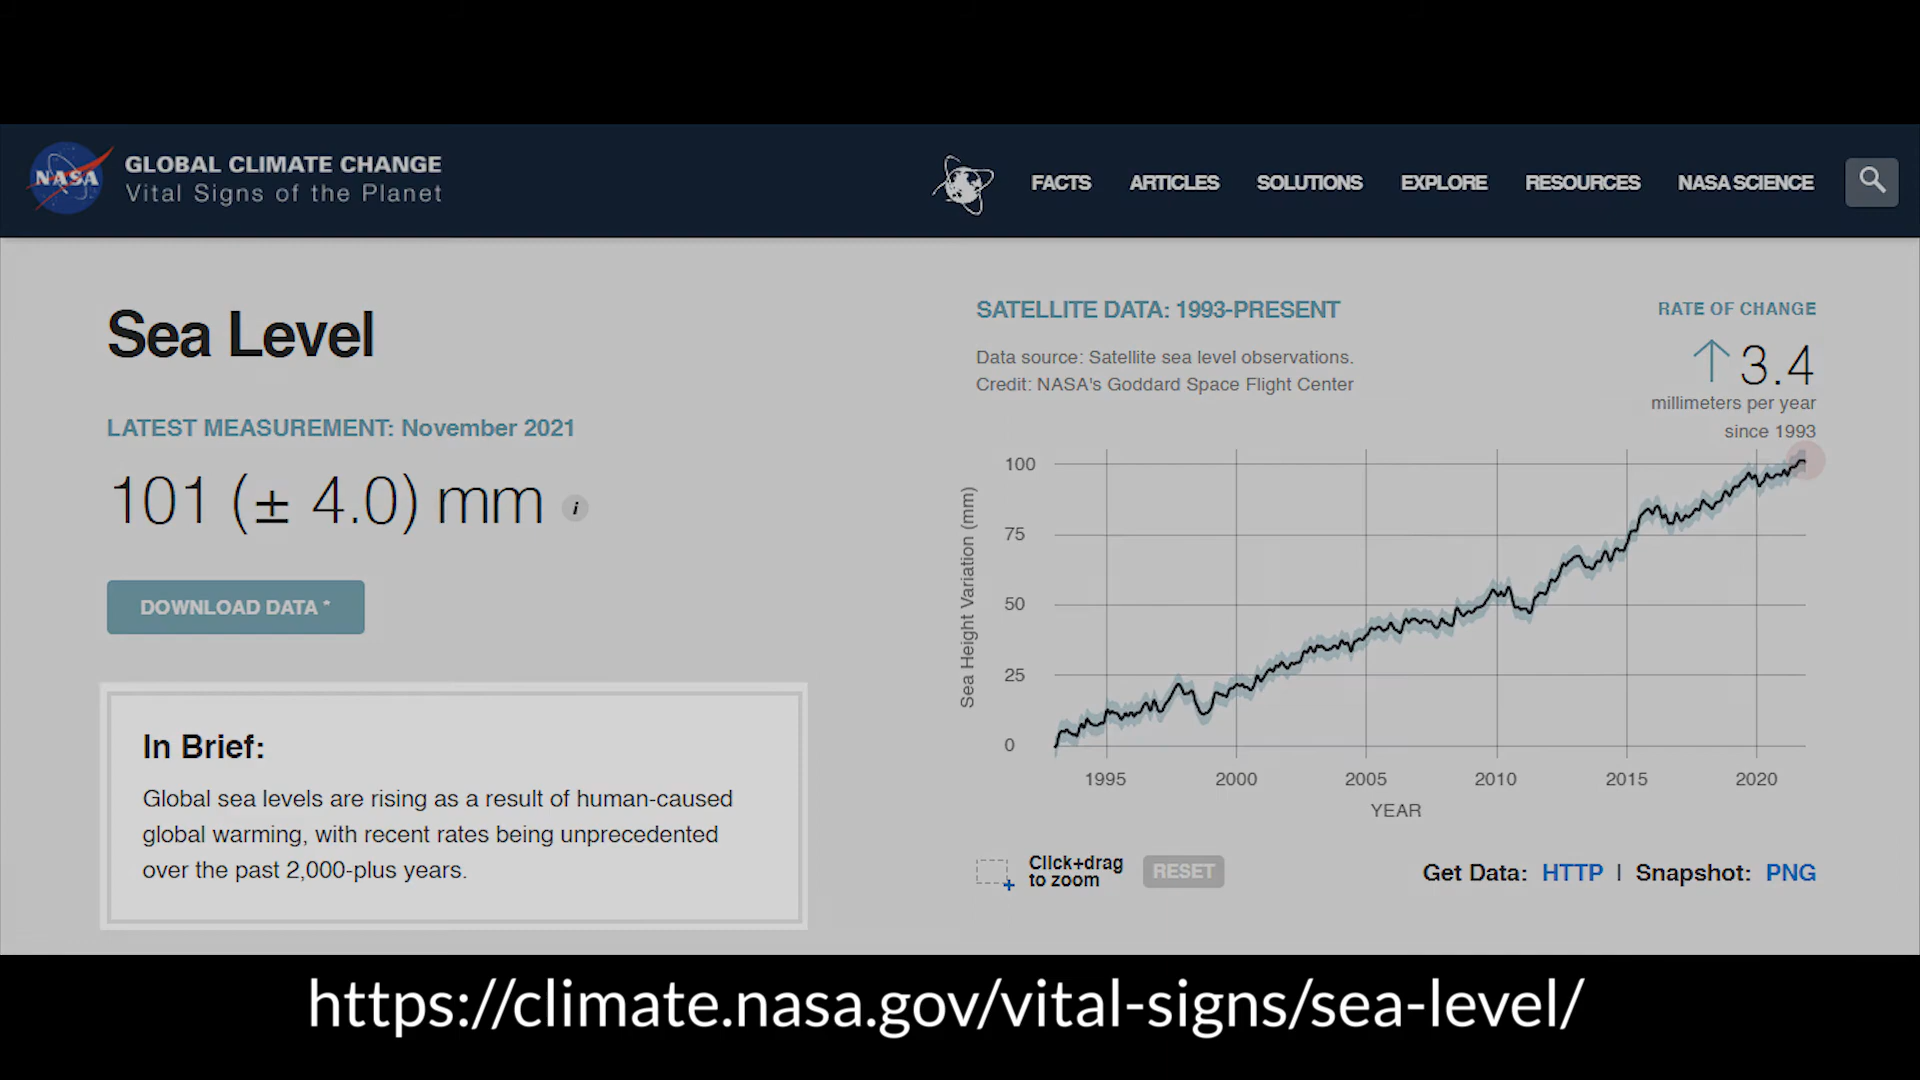 NASA
GLOBAL CLIMATE CHANGE
Vital Signs of the Planet
FACTS
ARTICLES
SOLUTIONS
EXPLORE
RESOURCES
NASA SCIENCE
Sea Level
LATEST MEASUREMENT: November 2021
101 (± 4.0) mm
i
DOWNLOAD DATA *
In Brief:
Global sea levels are rising as a result of human-caused
global warming, with recent rates being unprecedented
over the past 2,000-plus years.
SATELLITE DATA: 1993-PRESENT
Data source: Satellite sea level observations.
Credit: NASA's Goddard Space Flight Center
RATE OF CHANGE
↑ 3.4
millimeters per year
since 1993
Sea Height Variation (mm)
100
75
50
25
0
1995 2000 2005 2010 2015 2020
YEAR
Click+drag
to zoom
RESET
Get Data: HTTP | Snapshot: PNG
https://climate.nasa.gov/vital-signs/sea-level/